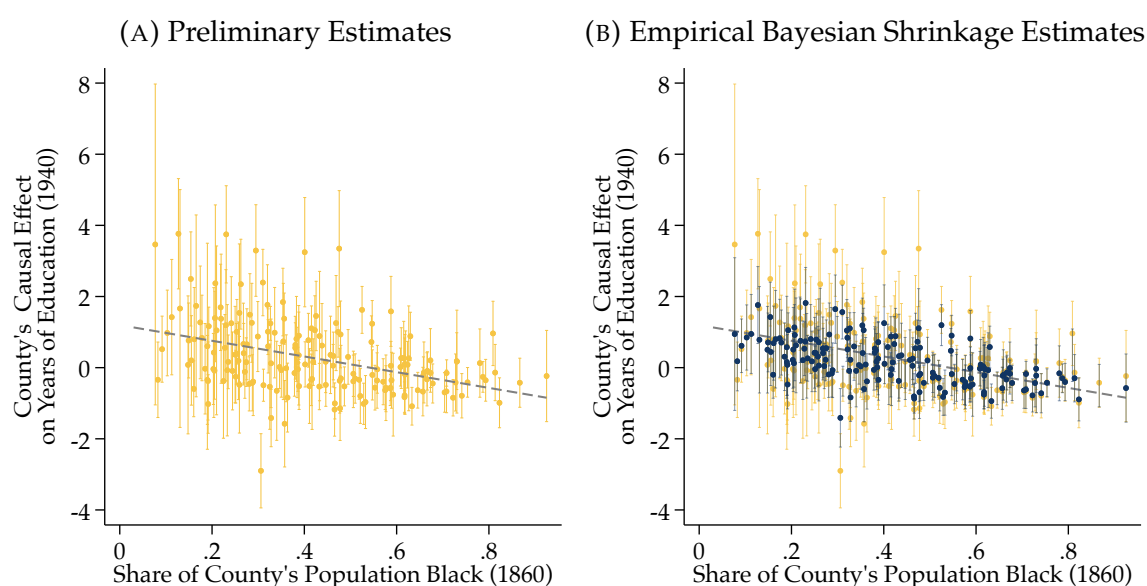 (A) Preliminary Estimates
County's Causal Effect
on Years of Education (1940)
8
6
4
2
0
-2
-4
0 .2 .4 .6 .8
Share of County's Population Black (1860)
(B) Empirical Bayesian Shrinkage Estimates
County's Causal Effect
on Years of Education (1940)
8
6
4
2
0
-2
-4
0 .2 .4 .6 .8
Share of County's Population Black (1860)